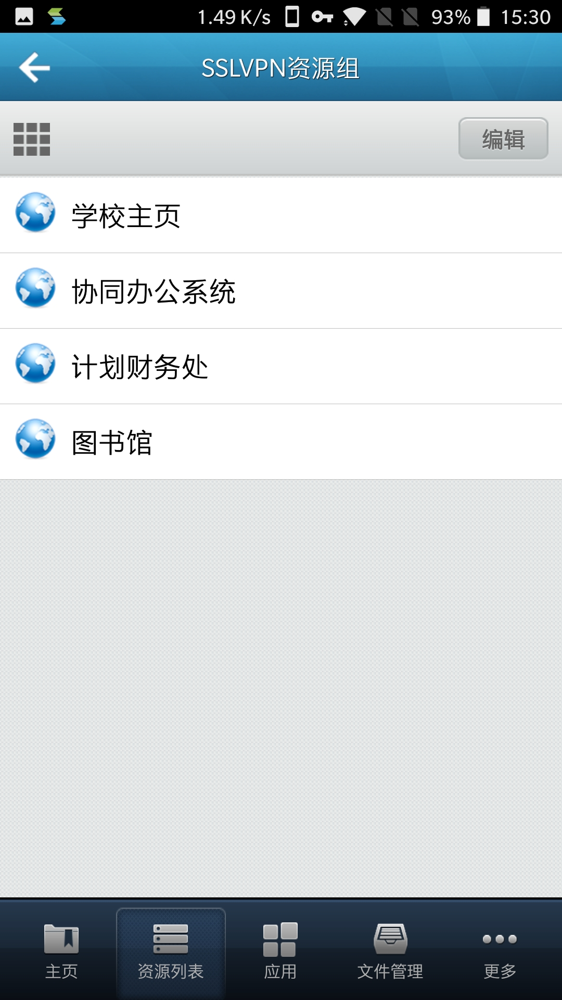 1.49 K/s 93% 15:30
SSLVPN资源组
编辑
学校主页
协同办公系统
计划财务处
图书馆
主页 资源列表 应用 文件管理 更多